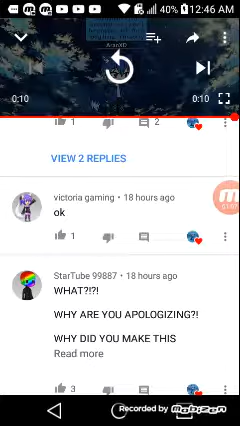 40% 12:46 AM
AraniXD
0:10
0:10
1
2
VIEW 2 REPLIES
victoria gaming • 18 hours ago
ok
1
StarTube 99887 • 18 hours ago
WHAT?!?!
WHY ARE YOU APOLOGIZING?!
WHY DID YOU MAKE THIS
Read more
3
Recorded by mobizen